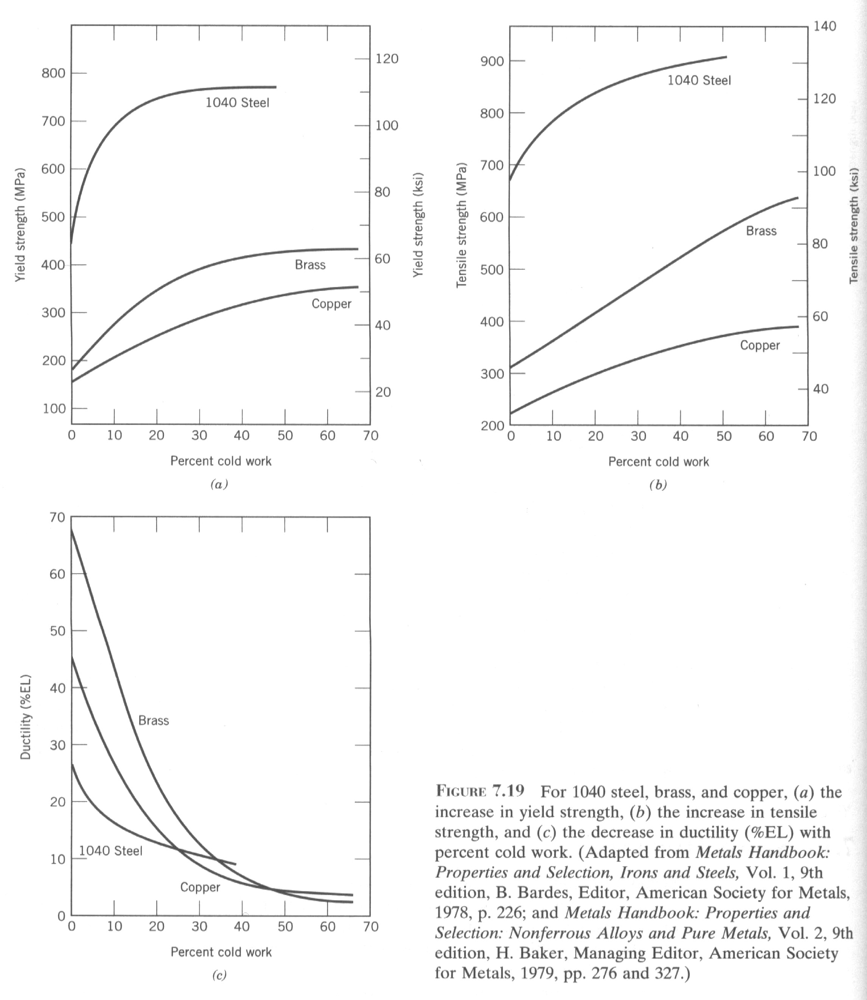 120
800
1040 Steel
700
100
600
80
500
400
60
Brass
300
Copper
40
200
20
100
Yield strength (MPa)
Yield strength (ksi)
0 10 20 30 40 50 60 70
Percent cold work
(a)
140
900
1040 Steel
120
800
700
100
600
Brass
80
500
400
60
Copper
300
40
200
Tensile strength (MPa)
Tensile strength (ksi)
0 10 20 30 40 50 60 70
Percent cold work
(b)
70
60
50
40
Brass
30
20
1040 Steel
10
Copper
0
Ductility (%EL)
0 10 20 30 40 50 60 70
Percent cold work
(c)
FIGURE 7.19 For 1040 steel, brass, and copper, (a) the
increase in yield strength, (b) the increase in tensile
strength, and (c) the decrease in ductility (%EL) with
percent cold work. (Adapted from Metals Handbook:
Properties and Selection, Irons and Steels, Vol. 1, 9th
edition, B. Bardes, Editor, American Society for Metals,
1978, p. 226; and Metals Handbook: Properties and
Selection: Nonferrous Alloys and Pure Metals, Vol. 2, 9th
edition, H. Baker, Managing Editor, American Society
for Metals, 1979, pp. 276 and 327.)